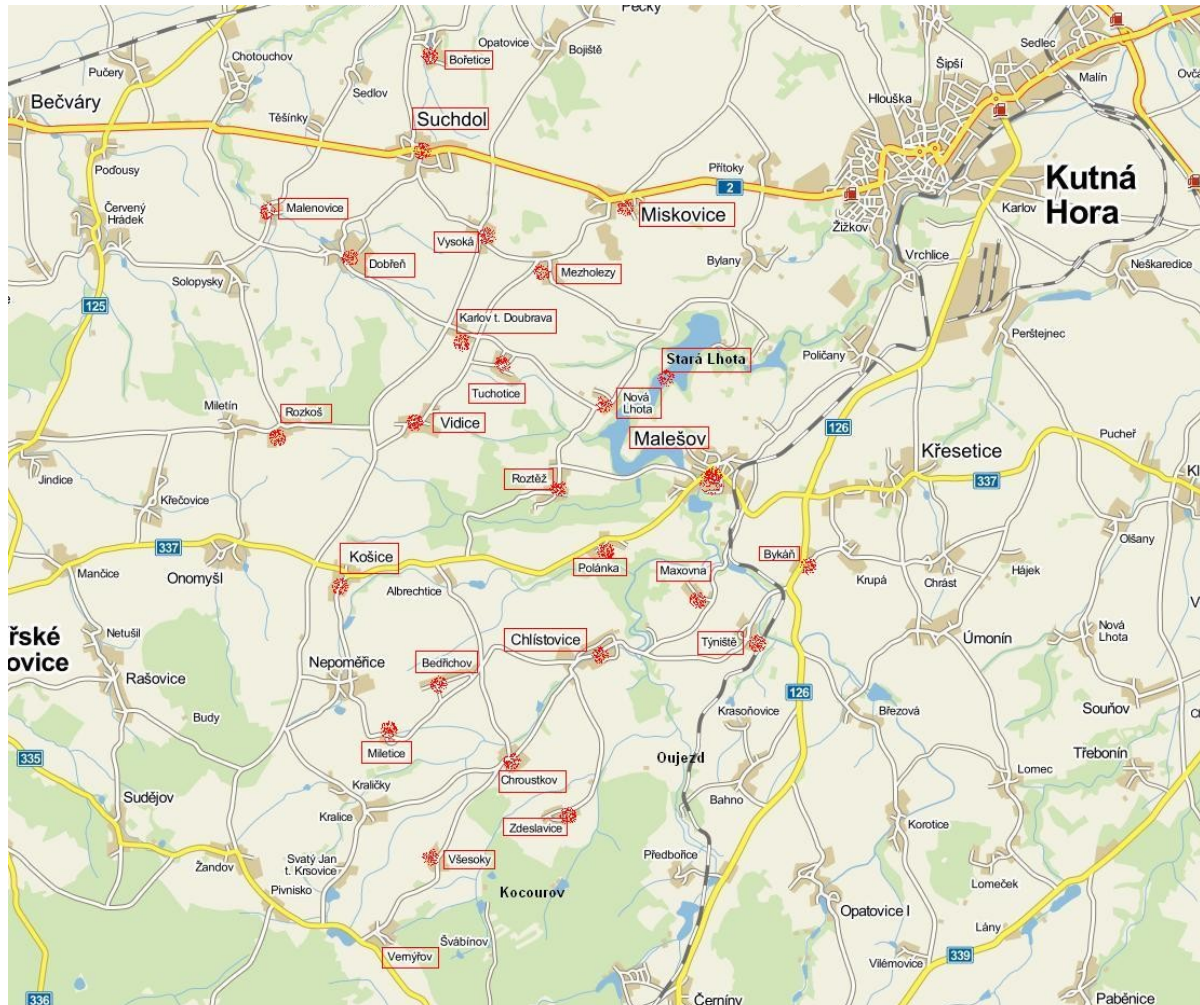 Pečky
Sedlec
Opatovice
Bojiště
Chotouchov
Bořetice
Šipší
Malín
Pučery
Sedlov
Hlouška
Bečváry
Těšínky
Suchdol
Poďousy
Přítoky
2
Kutná
Hora
Malenovice
Miskovice
Karlov
Červený
Hrádek
Vysoká
Žižkov
Dobřeň
Mezholezy
Bylany
Vrchlice
Neškaredice
Solopysky
125
Karlov t. Doubrava
Perštejnec
Stará Lhota
Poličany
Tuchotice
Nová
Lhota
Miletín
Rozkoš
Vidice
126
Malešov
Pucheř
Křesetice
Jindice
Roztěž
337
Křečovice
Olšany
337
Košice
Bykáň
Mančice
Onomyšl
Albrechtice
Polánka
Maxovná
Krupá
Chrást
Hájek
Netušil
řské
ovice
Chlístovice
Týniště
Úmonín
Nová
Lhota
Nepoměřice
Bedřichov
Rašovice
126
Budy
Krasoňovice
Březová
Souňov
Miletice
335
Oujezd
Třebonín
Kraličky
Chroustkov
Lomec
Sudějov
Bahno
Kralice
Zdeslavice
Korotice
Žandov
Svatý Jan
t. Krsovice
Všesoky
Předbořice
Lomeček
Pivnisko
Kocourov
Opatovice I
Lány
Švábínov
Vernýřov
339
Vilémovice
336
Černíny
Paběnice